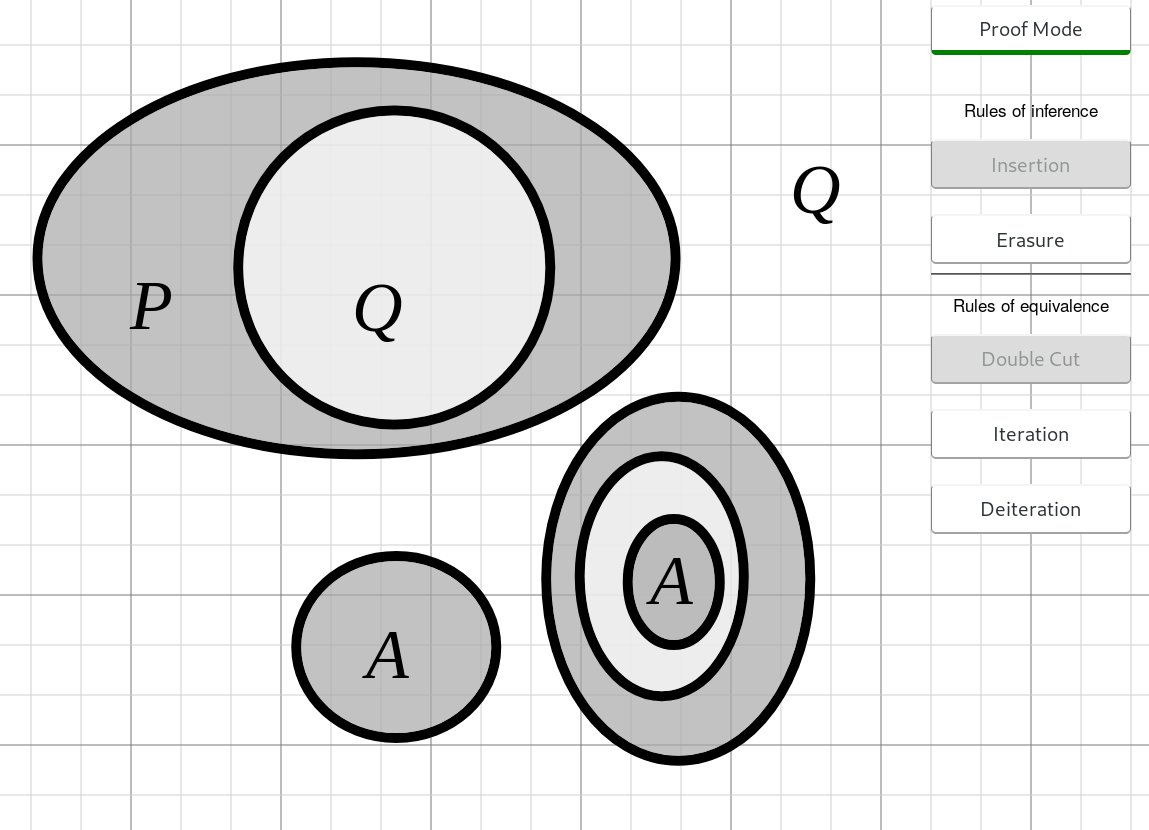 Proof Mode
Rules of inference
Insertion
Q
Erasure
P
Q
Rules of equivalence
Double Cut
Iteration
Deiteration
A
A